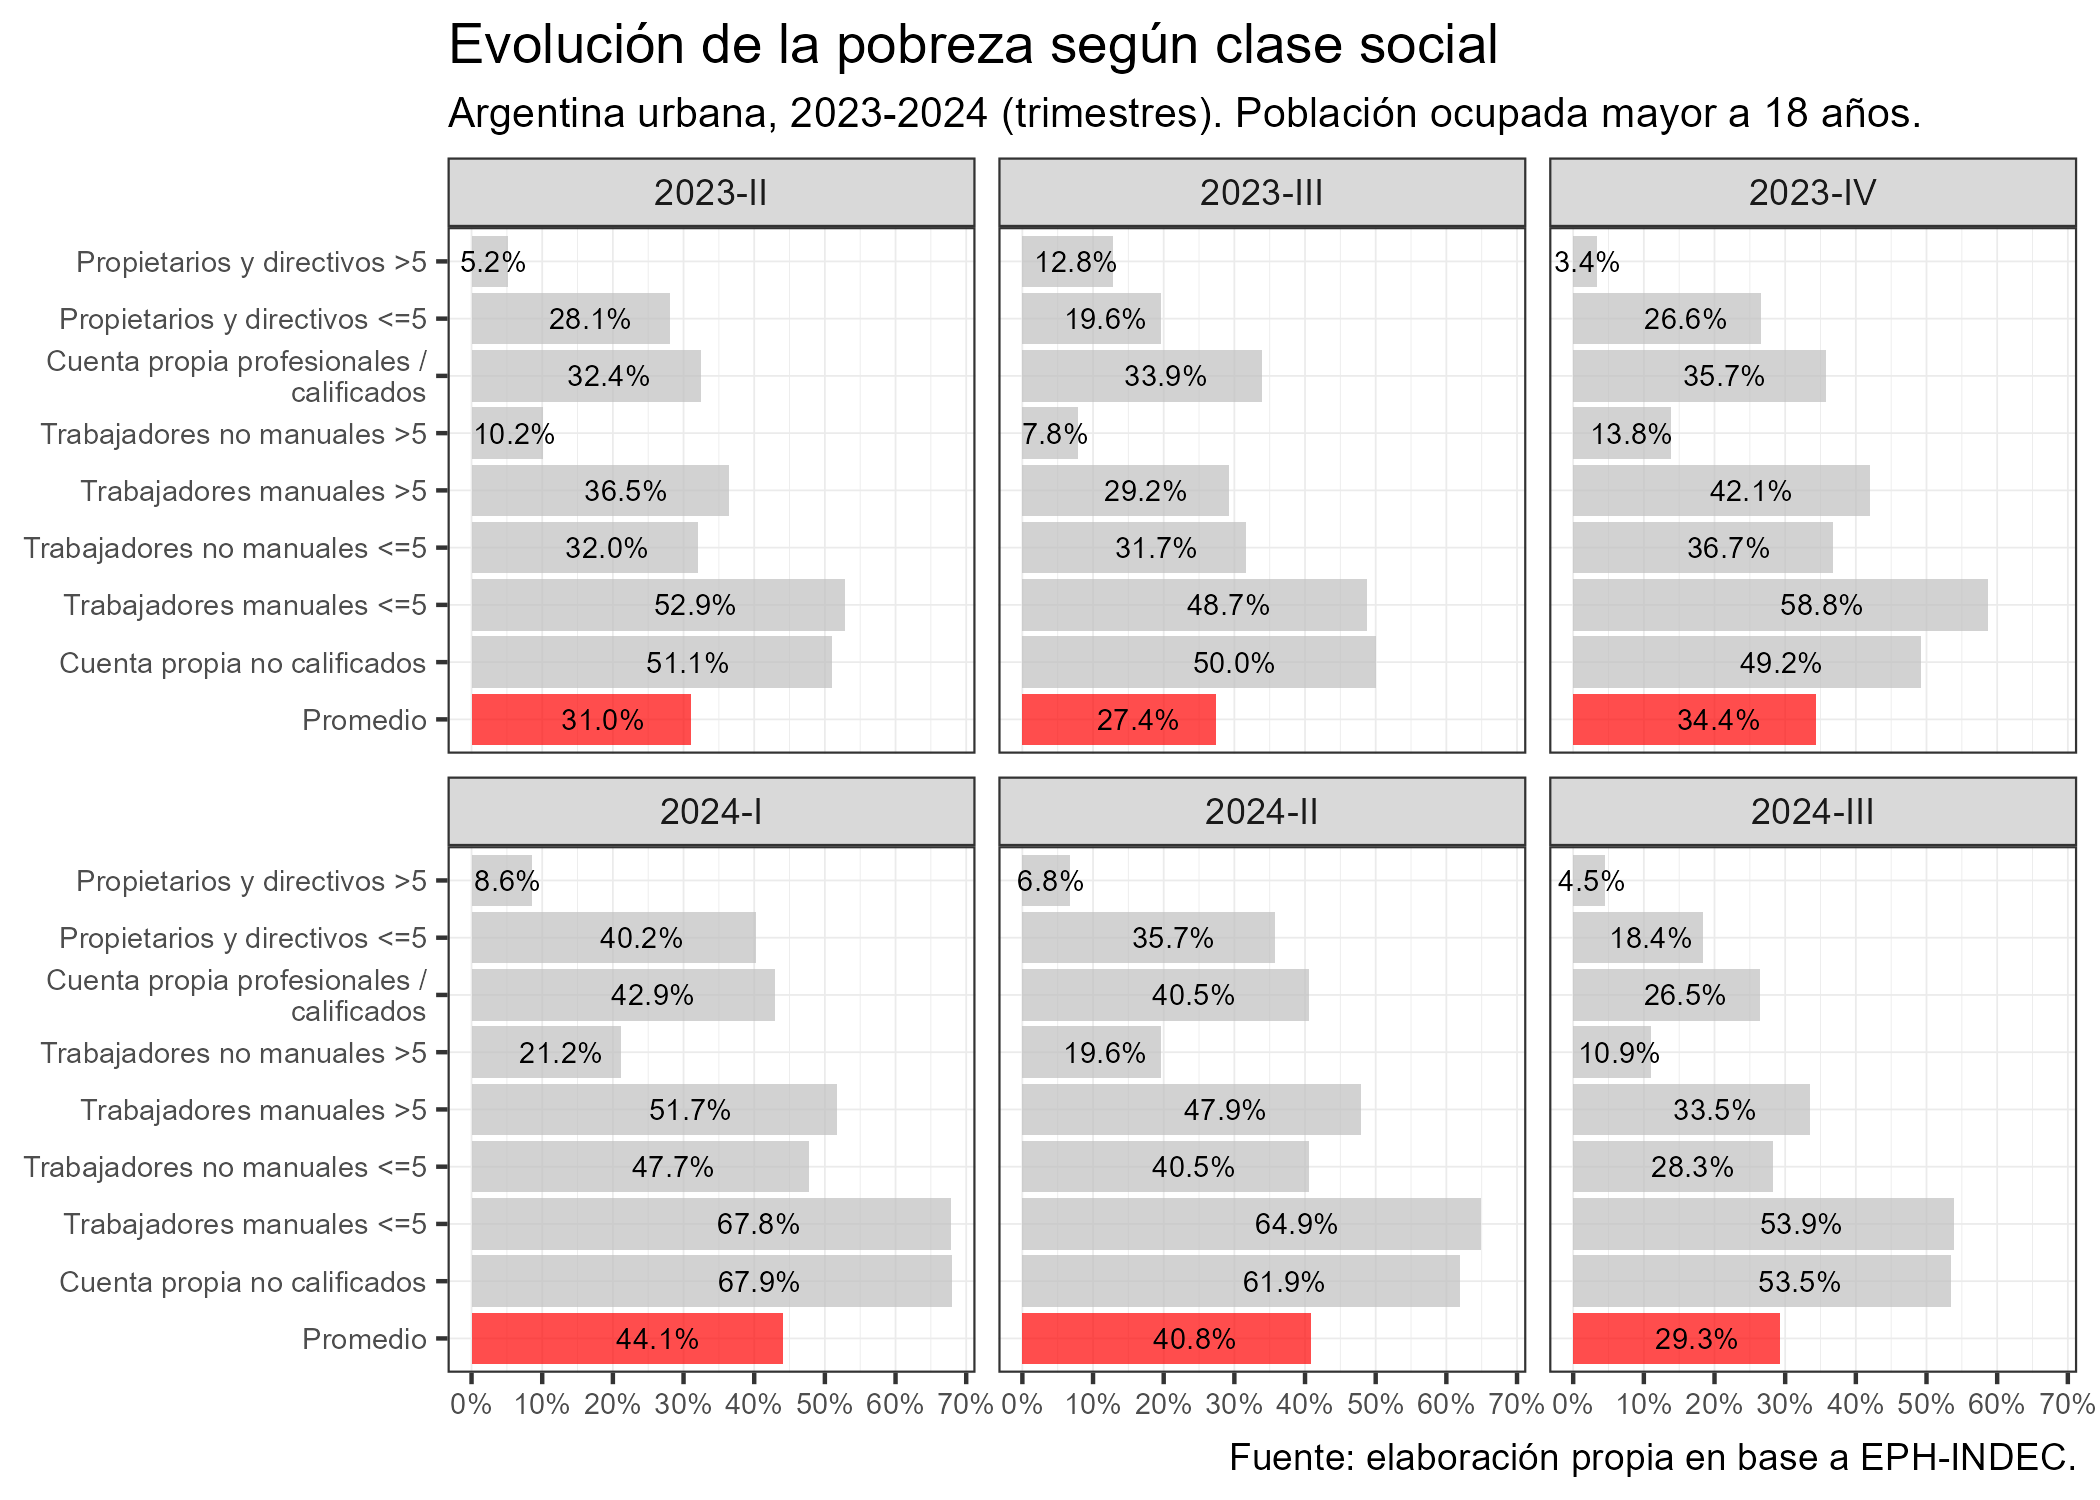 Evolución de la pobreza según clase social
Argentina urbana, 2023-2024 (trimestres). Población ocupada mayor a 18 años.
2023-II
2023-III
2023-IV
Propietarios y directivos >5
5.2%
12.8%
3.4%
Propietarios y directivos <=5
28.1%
19.6%
26.6%
Cuenta propia profesionales /
calificados
32.4%
33.9%
35.7%
Trabajadores no manuales >5
10.2%
7.8%
13.8%
Trabajadores manuales >5
36.5%
29.2%
42.1%
Trabajadores no manuales <=5
32.0%
31.7%
36.7%
Trabajadores manuales <=5
52.9%
48.7%
58.8%
Cuenta propia no calificados
51.1%
50.0%
49.2%
Promedio
31.0%
27.4%
34.4%
2024-I
2024-II
2024-III
Propietarios y directivos >5
8.6%
6.8%
4.5%
Propietarios y directivos <=5
40.2%
35.7%
18.4%
Cuenta propia profesionales /
calificados
42.9%
40.5%
26.5%
Trabajadores no manuales >5
21.2%
19.6%
10.9%
Trabajadores manuales >5
51.7%
47.9%
33.5%
Trabajadores no manuales <=5
47.7%
40.5%
28.3%
Trabajadores manuales <=5
67.8%
64.9%
53.9%
Cuenta propia no calificados
67.9%
61.9%
53.5%
Promedio
44.1%
40.8%
29.3%
0% 10% 20% 30% 40% 50% 60% 70%
0% 10% 20% 30% 40% 50% 60% 70%
0% 10% 20% 30% 40% 50% 60% 70%
Fuente: elaboración propia en base a EPH-INDEC.